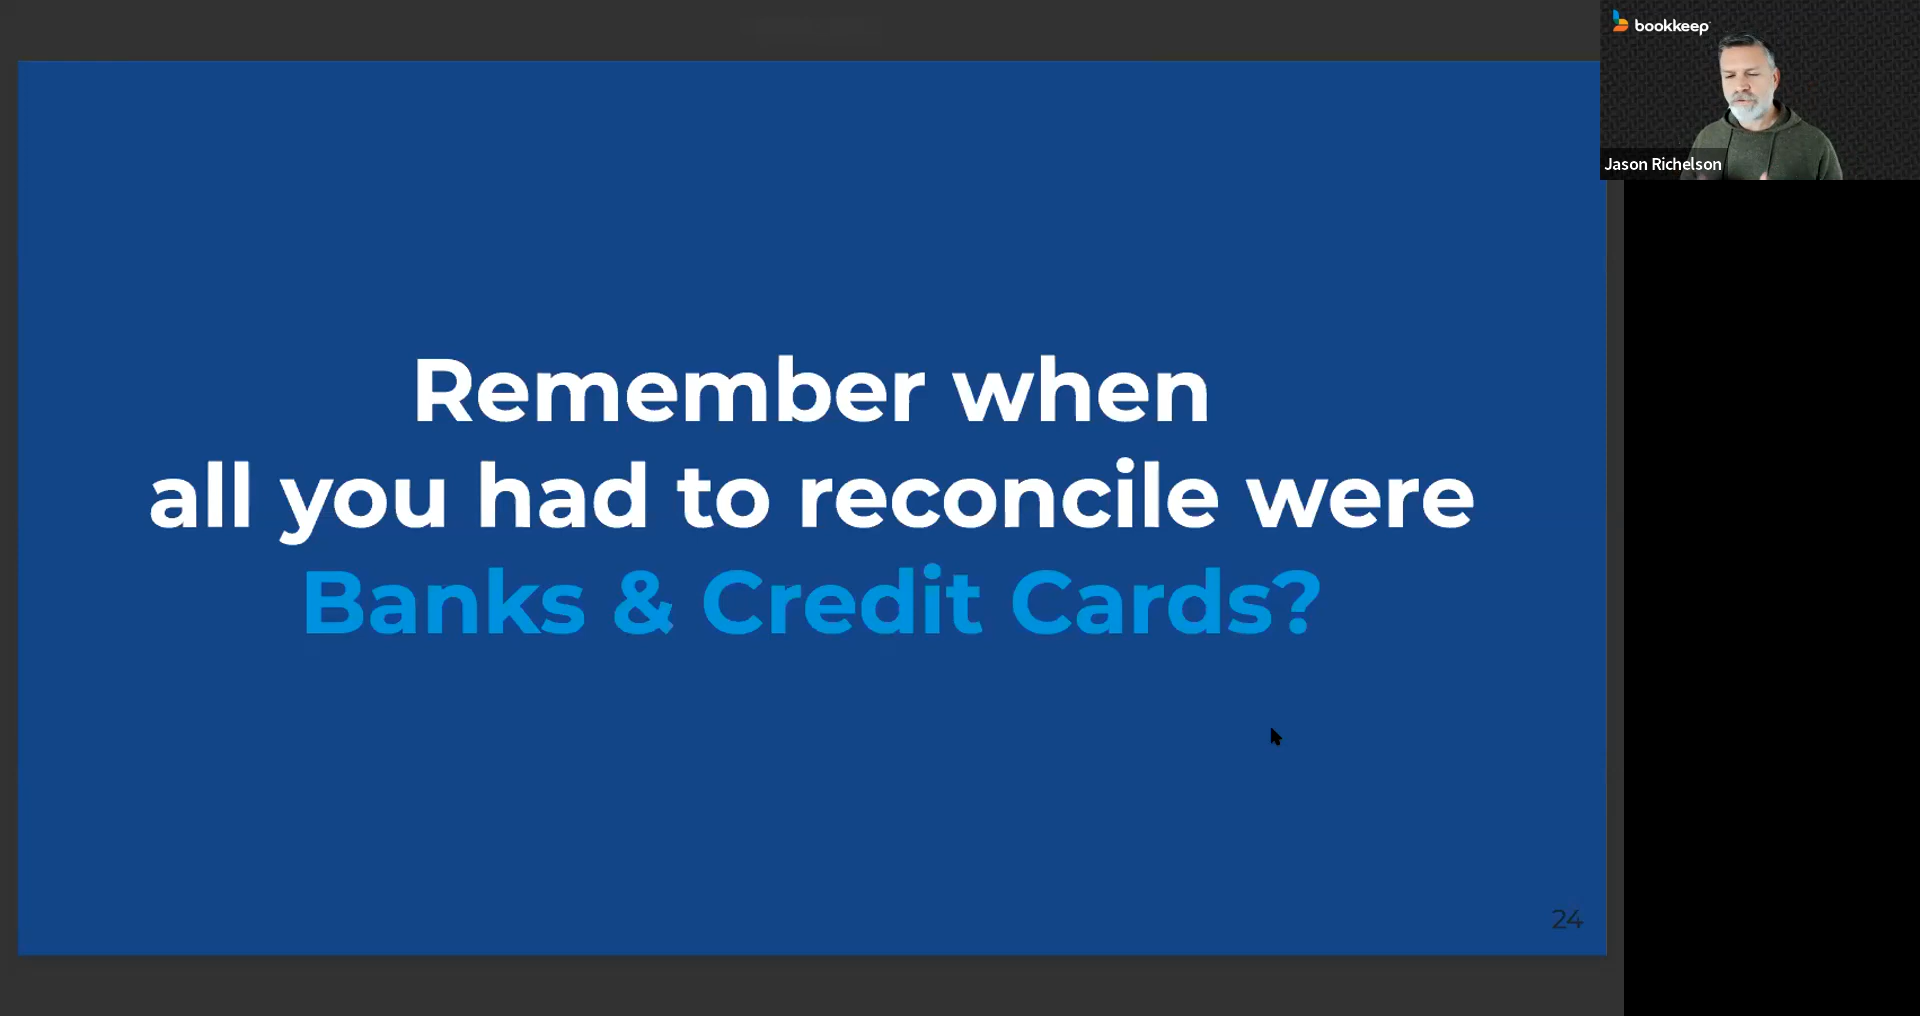 bookkeep
Jason Richelson
Remember when
all you had to reconcile were
Banks & Credit Cards?
24